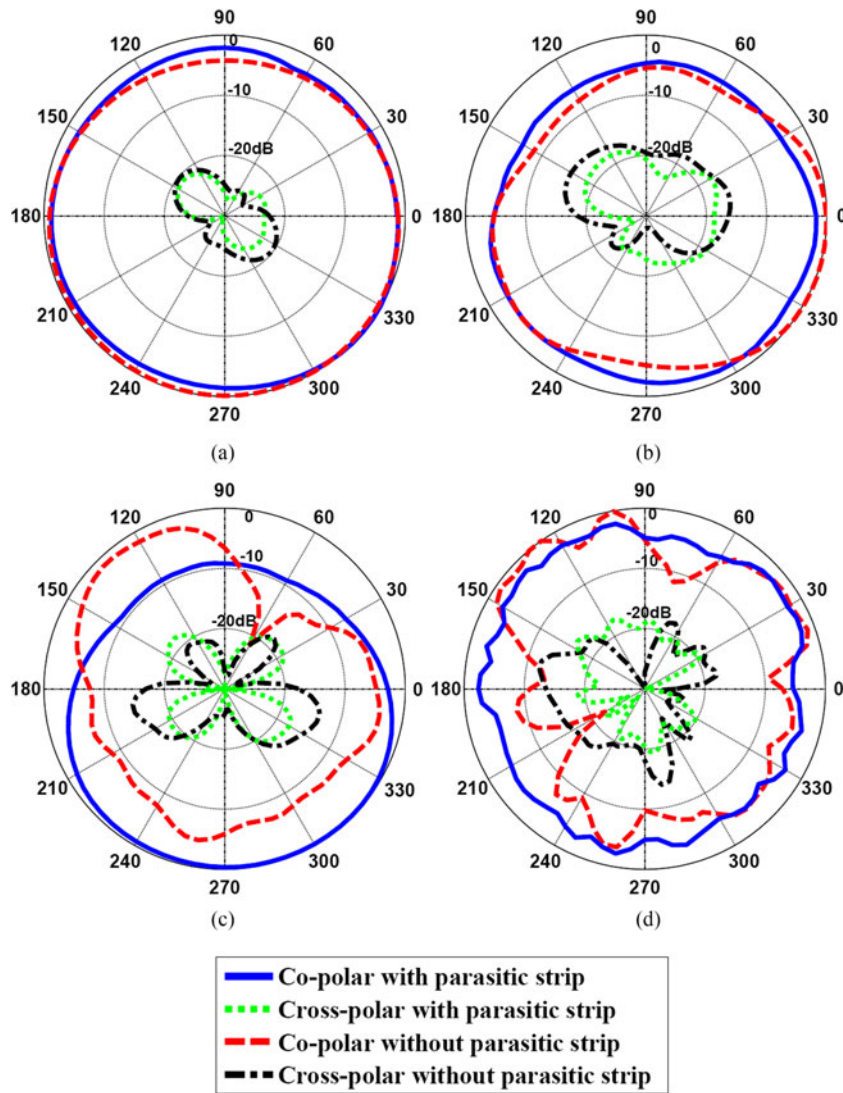 90 90
120 0 60 120 0 60
-10 -10
150 30 150 30
-20dB -20dB
180 0 180 0
210 330 210 330
240 300 240 300
270 270
(a) (b)
90 90
120 0 60 120 0 60
-10 -10
150 30 150 30
-20dB -20dB
180 0 180 0
210 330 210 330
240 300 240 300
270 270
(c) (d)
Co-polar with parasitic strip
Cross-polar with parasitic strip
Co-polar without parasitic strip
Cross-polar without parasitic strip